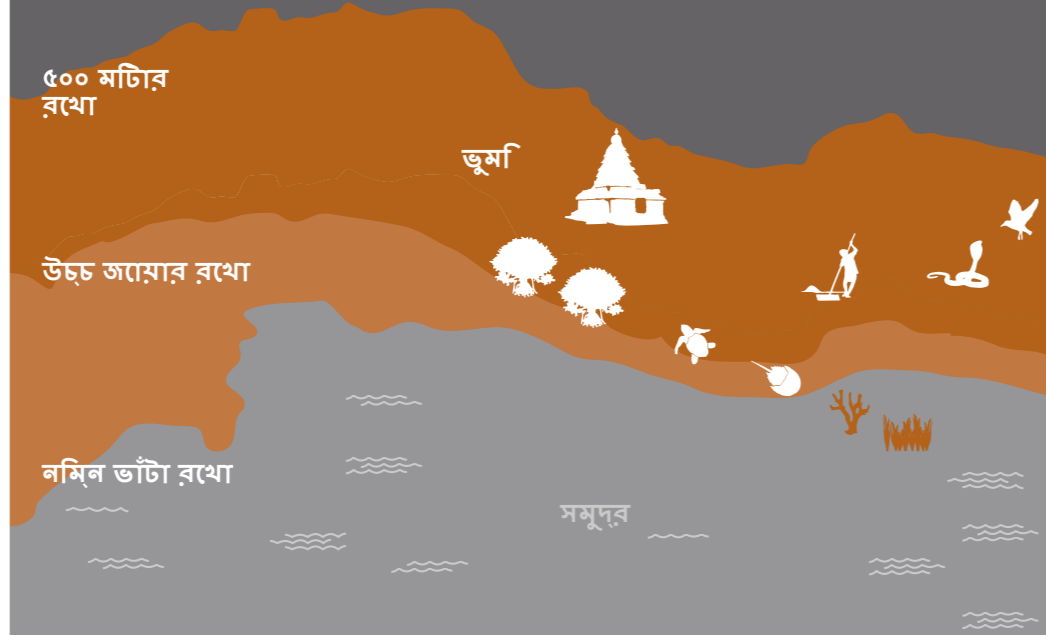 ৫০০ মিটার
রেখা
ভুমি
উচ্চ জোয়ার রেখা
নিম্ন ভাঁটা রেখা
সমুদ্র